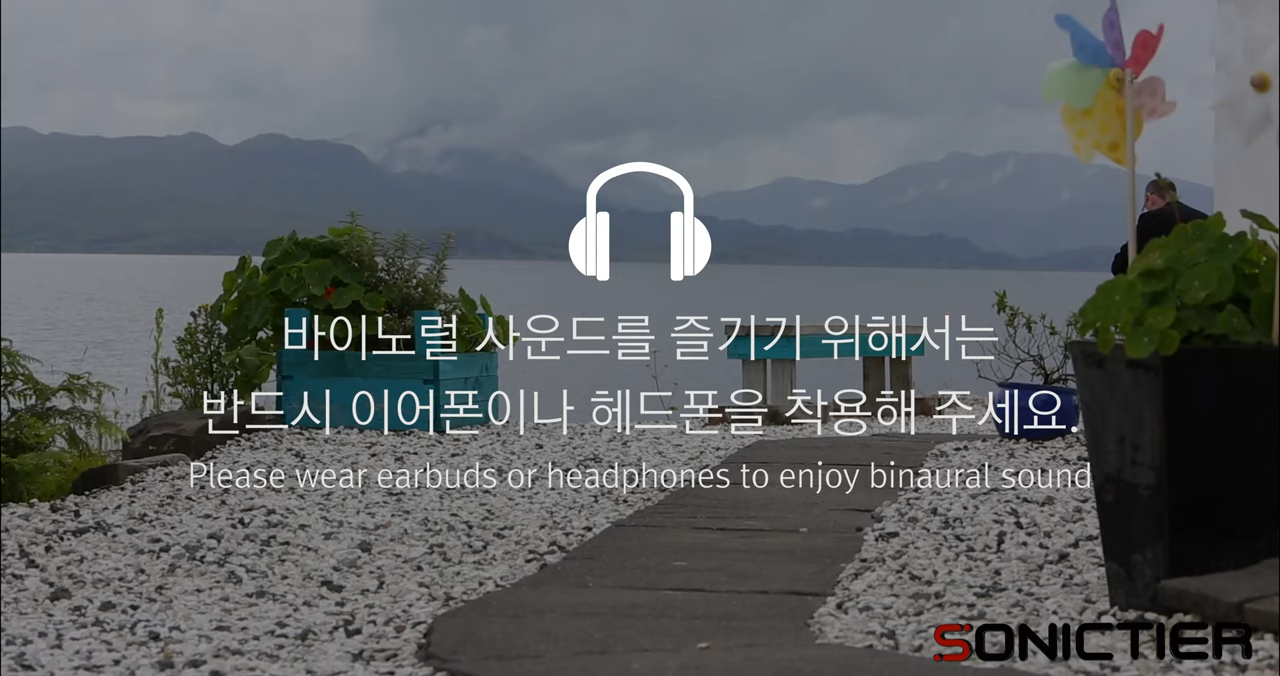 바이노럴 사운드를 즐기기 위해서는
반드시 이어폰이나 헤드폰을 착용해 주세요.
Please wear earbuds or headphones to enjoy binaural sound
SONICTIER